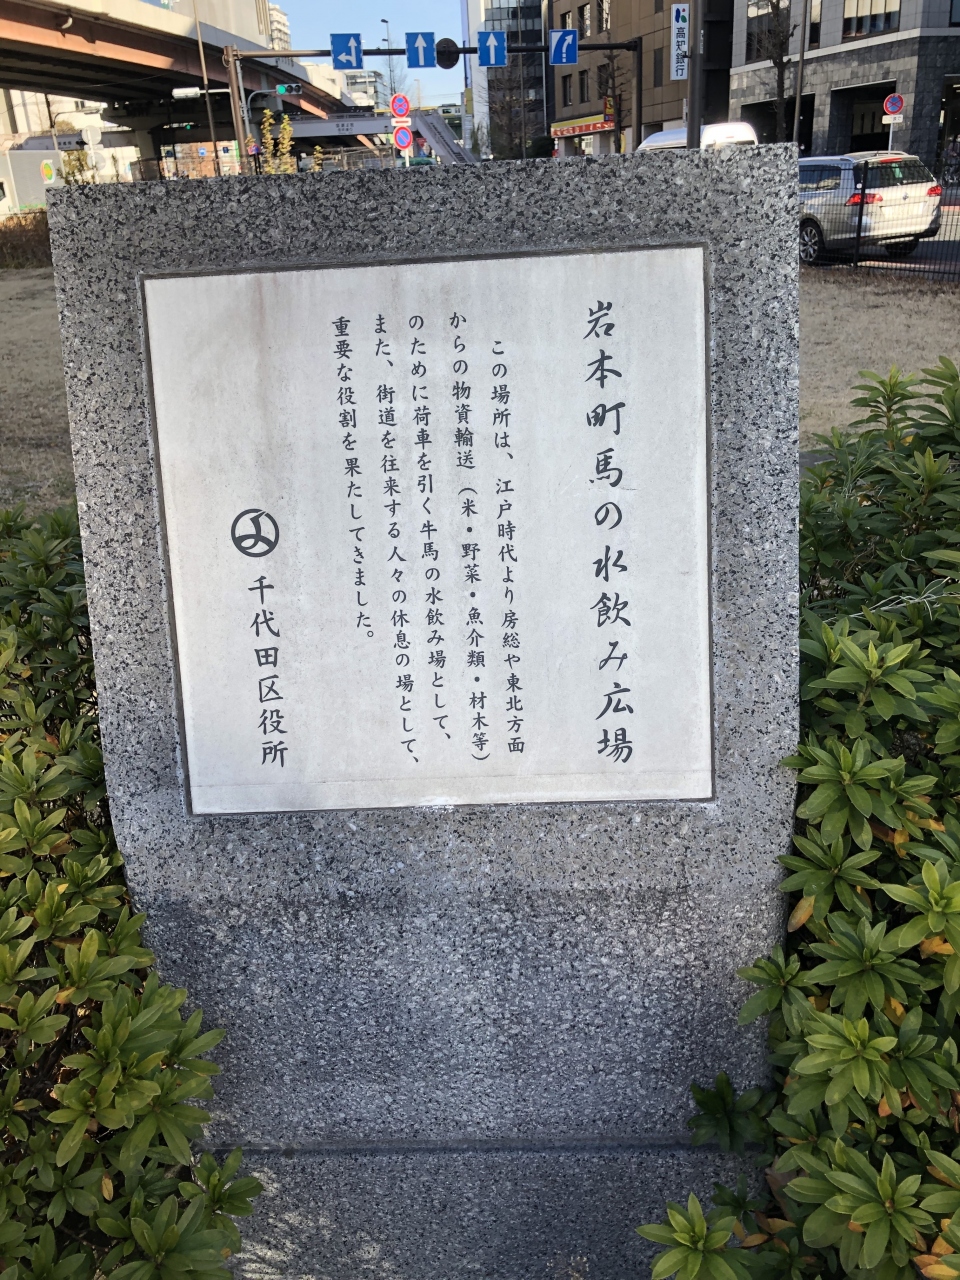 高知銀行
岩本町馬の水飲み広場
この場所は、江戸時代より房総や東北方面
からの物資輸送（米・野菜・魚介類・材木等）
のために荷車を引く牛馬の水飲み場として、
また、街道を往来する人々の休息の場として、
重要な役割を果たしてきました。
千代田区役所